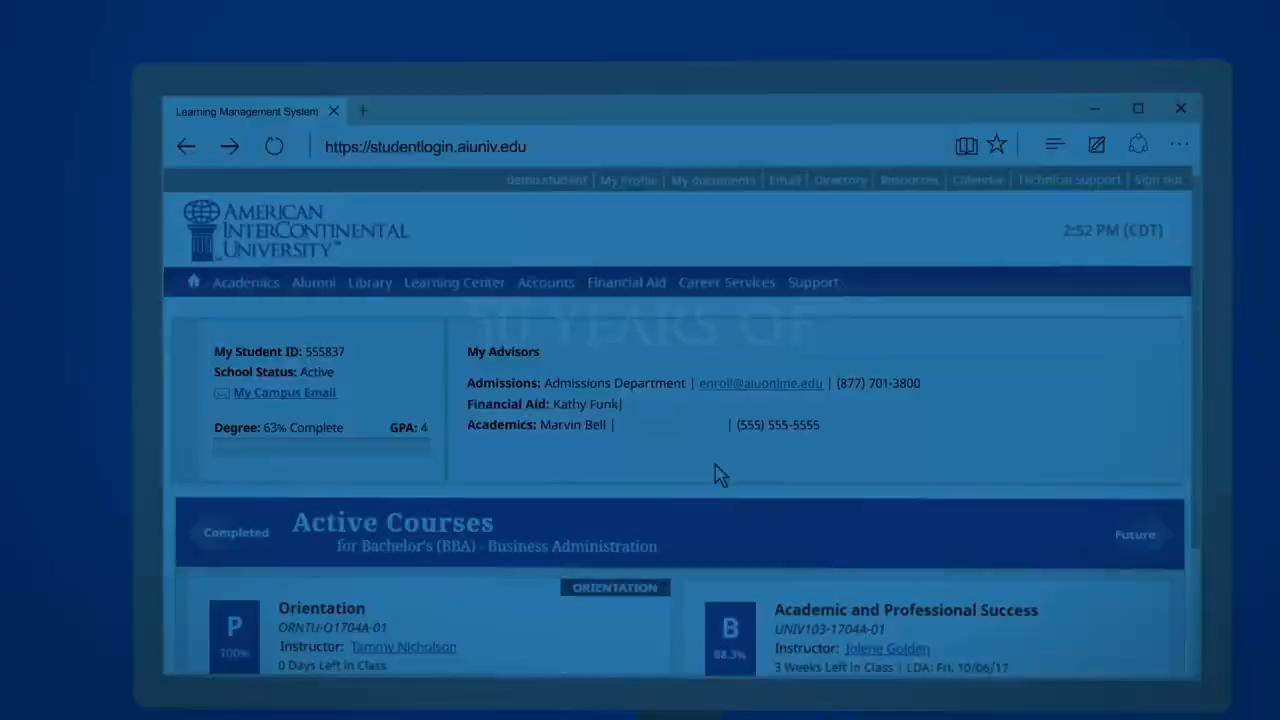 Learning Management System
https://studentlogin.aiuniv.edu
demo.student | My Profile | My documents | Email | Directory | Resources | Calendar | Technical Support | Sign out
AMERICAN
INTERCONTINENTAL
UNIVERSITY™
2:52 PM (CDT)
Academics Alumni Library Learning Center Accounts Financial Aid Career Services Support
30 YEARS OF
My Student ID: 555837
School Status: Active
My Campus Email
Degree: 63% Complete GPA: 4
My Advisors
Admissions: Admissions Department | enroll@aiuonline.edu | (877) 701-3800
Financial Aid: Kathy Funk|
Academics: Marvin Bell | | (555) 555-5555
Completed
Active Courses
for Bachelor's (BBA) - Business Administration
Future
ORIENTATION
P
100%
Orientation
ORNTU-O1704A-01
Instructor: Tammy Nicholson
0 Days Left in Class
B
88.3%
Academic and Professional Success
UNIV103-1704A-01
Instructor: Jolene Golden
3 Weeks Left in Class | LDA: Fri, 10/06/17